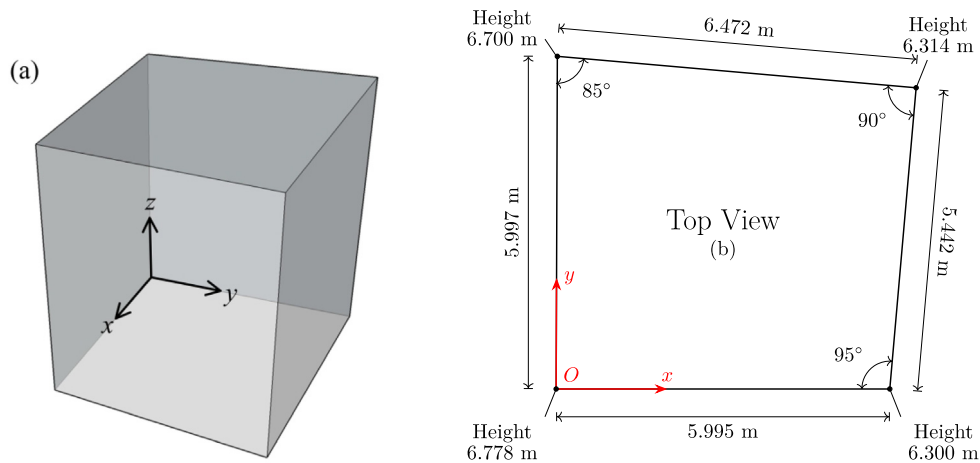 (a)
z
y
x
Height
6.700 m
6.472 m
Height
6.314 m
85°
90°
5.997 m
Top View
(b)
5.442 m
y
95°
O
x
Height
6.778 m
5.995 m
Height
6.300 m